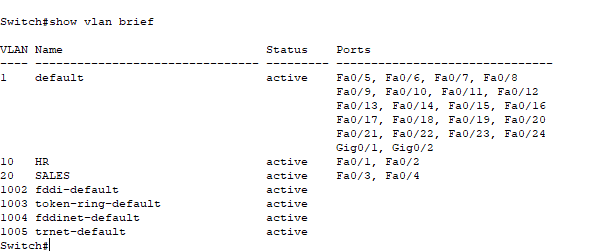 Switch#show vlan brief
VLAN Name                             Status    Ports
---- -------------------------------- --------- -------------------------------
1    default                          active    Fa0/5, Fa0/6, Fa0/7, Fa0/8
                                                Fa0/9, Fa0/10, Fa0/11, Fa0/12
                                                Fa0/13, Fa0/14, Fa0/15, Fa0/16
                                                Fa0/17, Fa0/18, Fa0/19, Fa0/20
                                                Fa0/21, Fa0/22, Fa0/23, Fa0/24
                                                Gig0/1, Gig0/2
10   HR                               active    Fa0/1, Fa0/2
20   SALES                            active    Fa0/3, Fa0/4
1002 fddi-default                     active
1003 token-ring-default               active
1004 fddinet-default                  active
1005 trnet-default                    active
Switch#